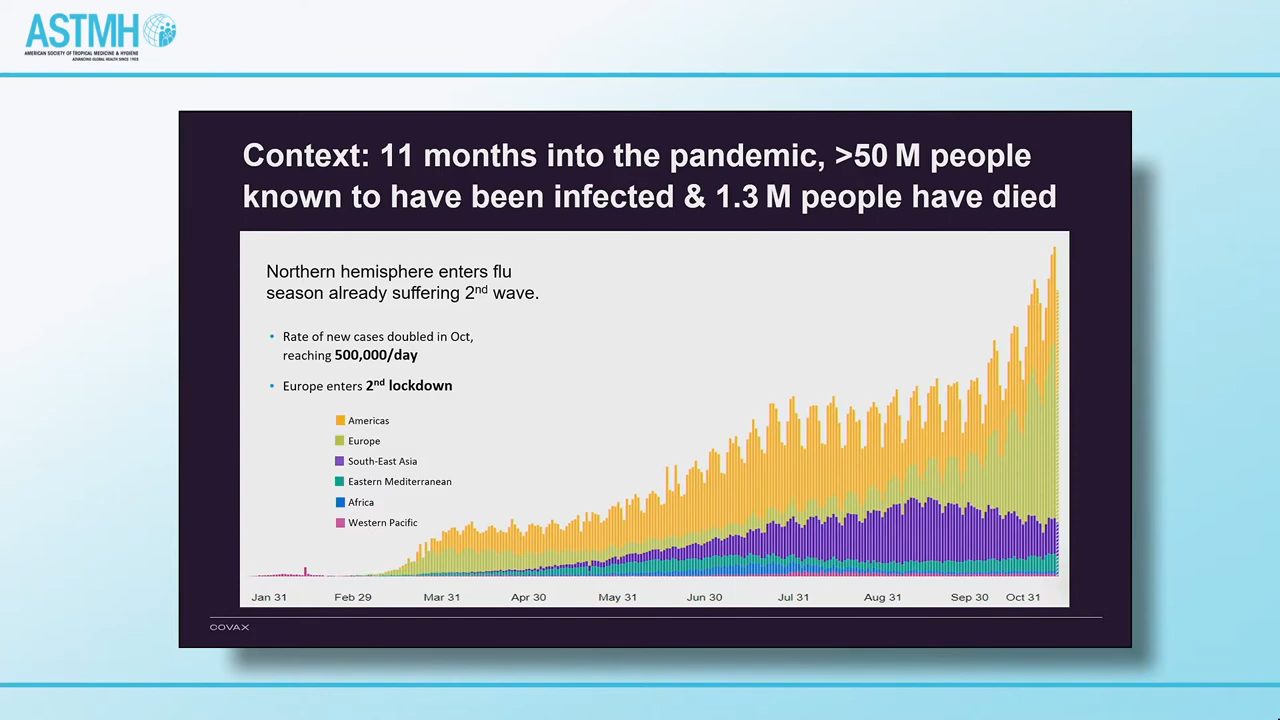 ASTMH
AMERICAN SOCIETY OF TROPICAL MEDICINE & HYGIENE
ADVANCING GLOBAL HEALTH SINCE 1903
Context: 11 months into the pandemic, >50 M people
known to have been infected & 1.3 M people have died
Northern hemisphere enters flu
season already suffering 2nd wave.
• Rate of new cases doubled in Oct,
reaching 500,000/day
• Europe enters 2nd lockdown
Americas
Europe
South-East Asia
Eastern Mediterranean
Africa
Western Pacific
Jan 31 Feb 29 Mar 31 Apr 30 May 31 Jun 30 Jul 31 Aug 31 Sep 30 Oct 31
COVAX